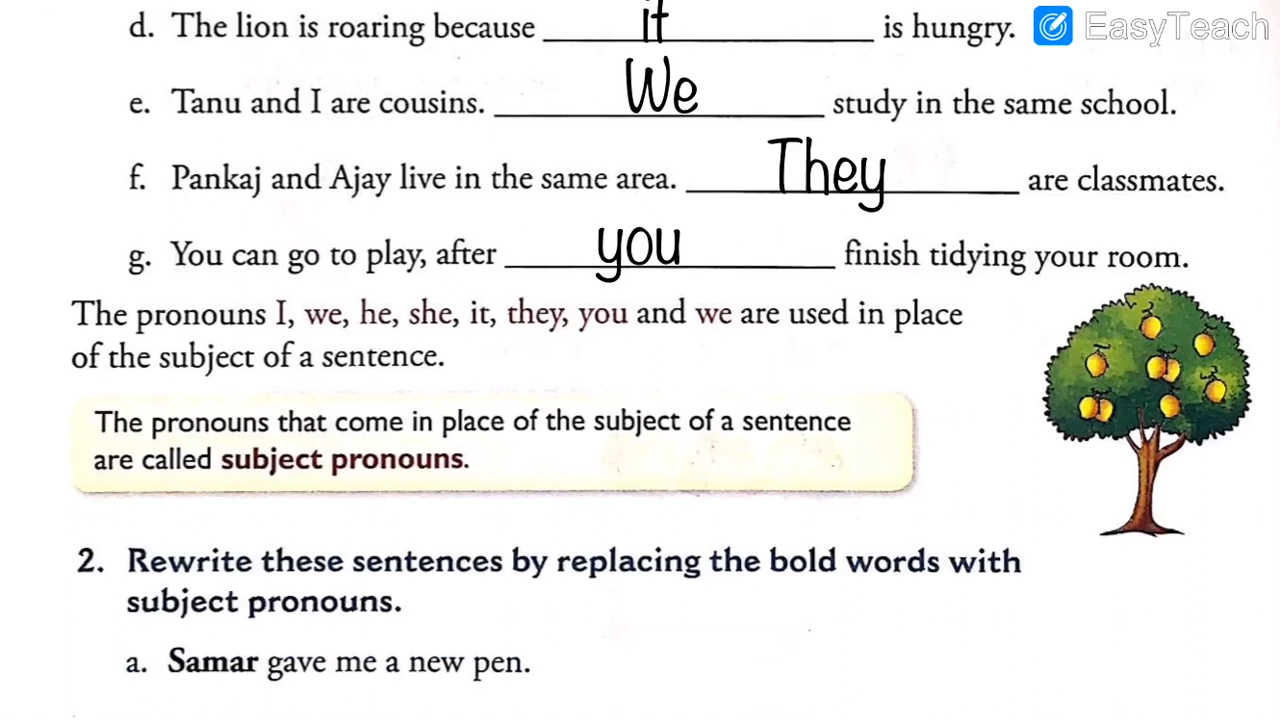 d. The lion is roaring because it is hungry. EasyTeach
e. Tanu and I are cousins. We study in the same school.
f. Pankaj and Ajay live in the same area. They are classmates.
g. You can go to play, after you finish tidying your room.
The pronouns I, we, he, she, it, they, you and we are used in place
of the subject of a sentence.
The pronouns that come in place of the subject of a sentence
are called subject pronouns.
2. Rewrite these sentences by replacing the bold words with
subject pronouns.
a. Samar gave me a new pen.